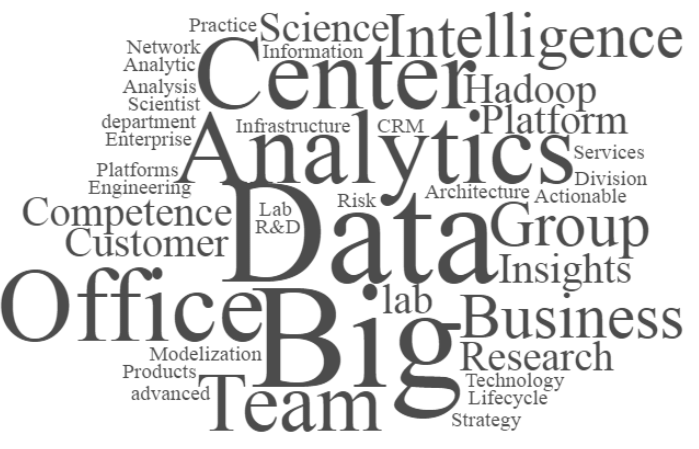 Practice
Science
Intelligence
Network
Information
Center
Analytic
Analysis
Hadoop
Scientist
department
Infrastructure
CRM
Platform
Enterprise
Analytics
Services
Platforms
Division
Engineering
Architecture
Actionable
Competence
Lab
Risk
Group
R&D
Data
Customer
Insights
Office
lab
Big
Business
Modelization
Research
Products
Technology
advanced
Team
Lifecycle
Strategy